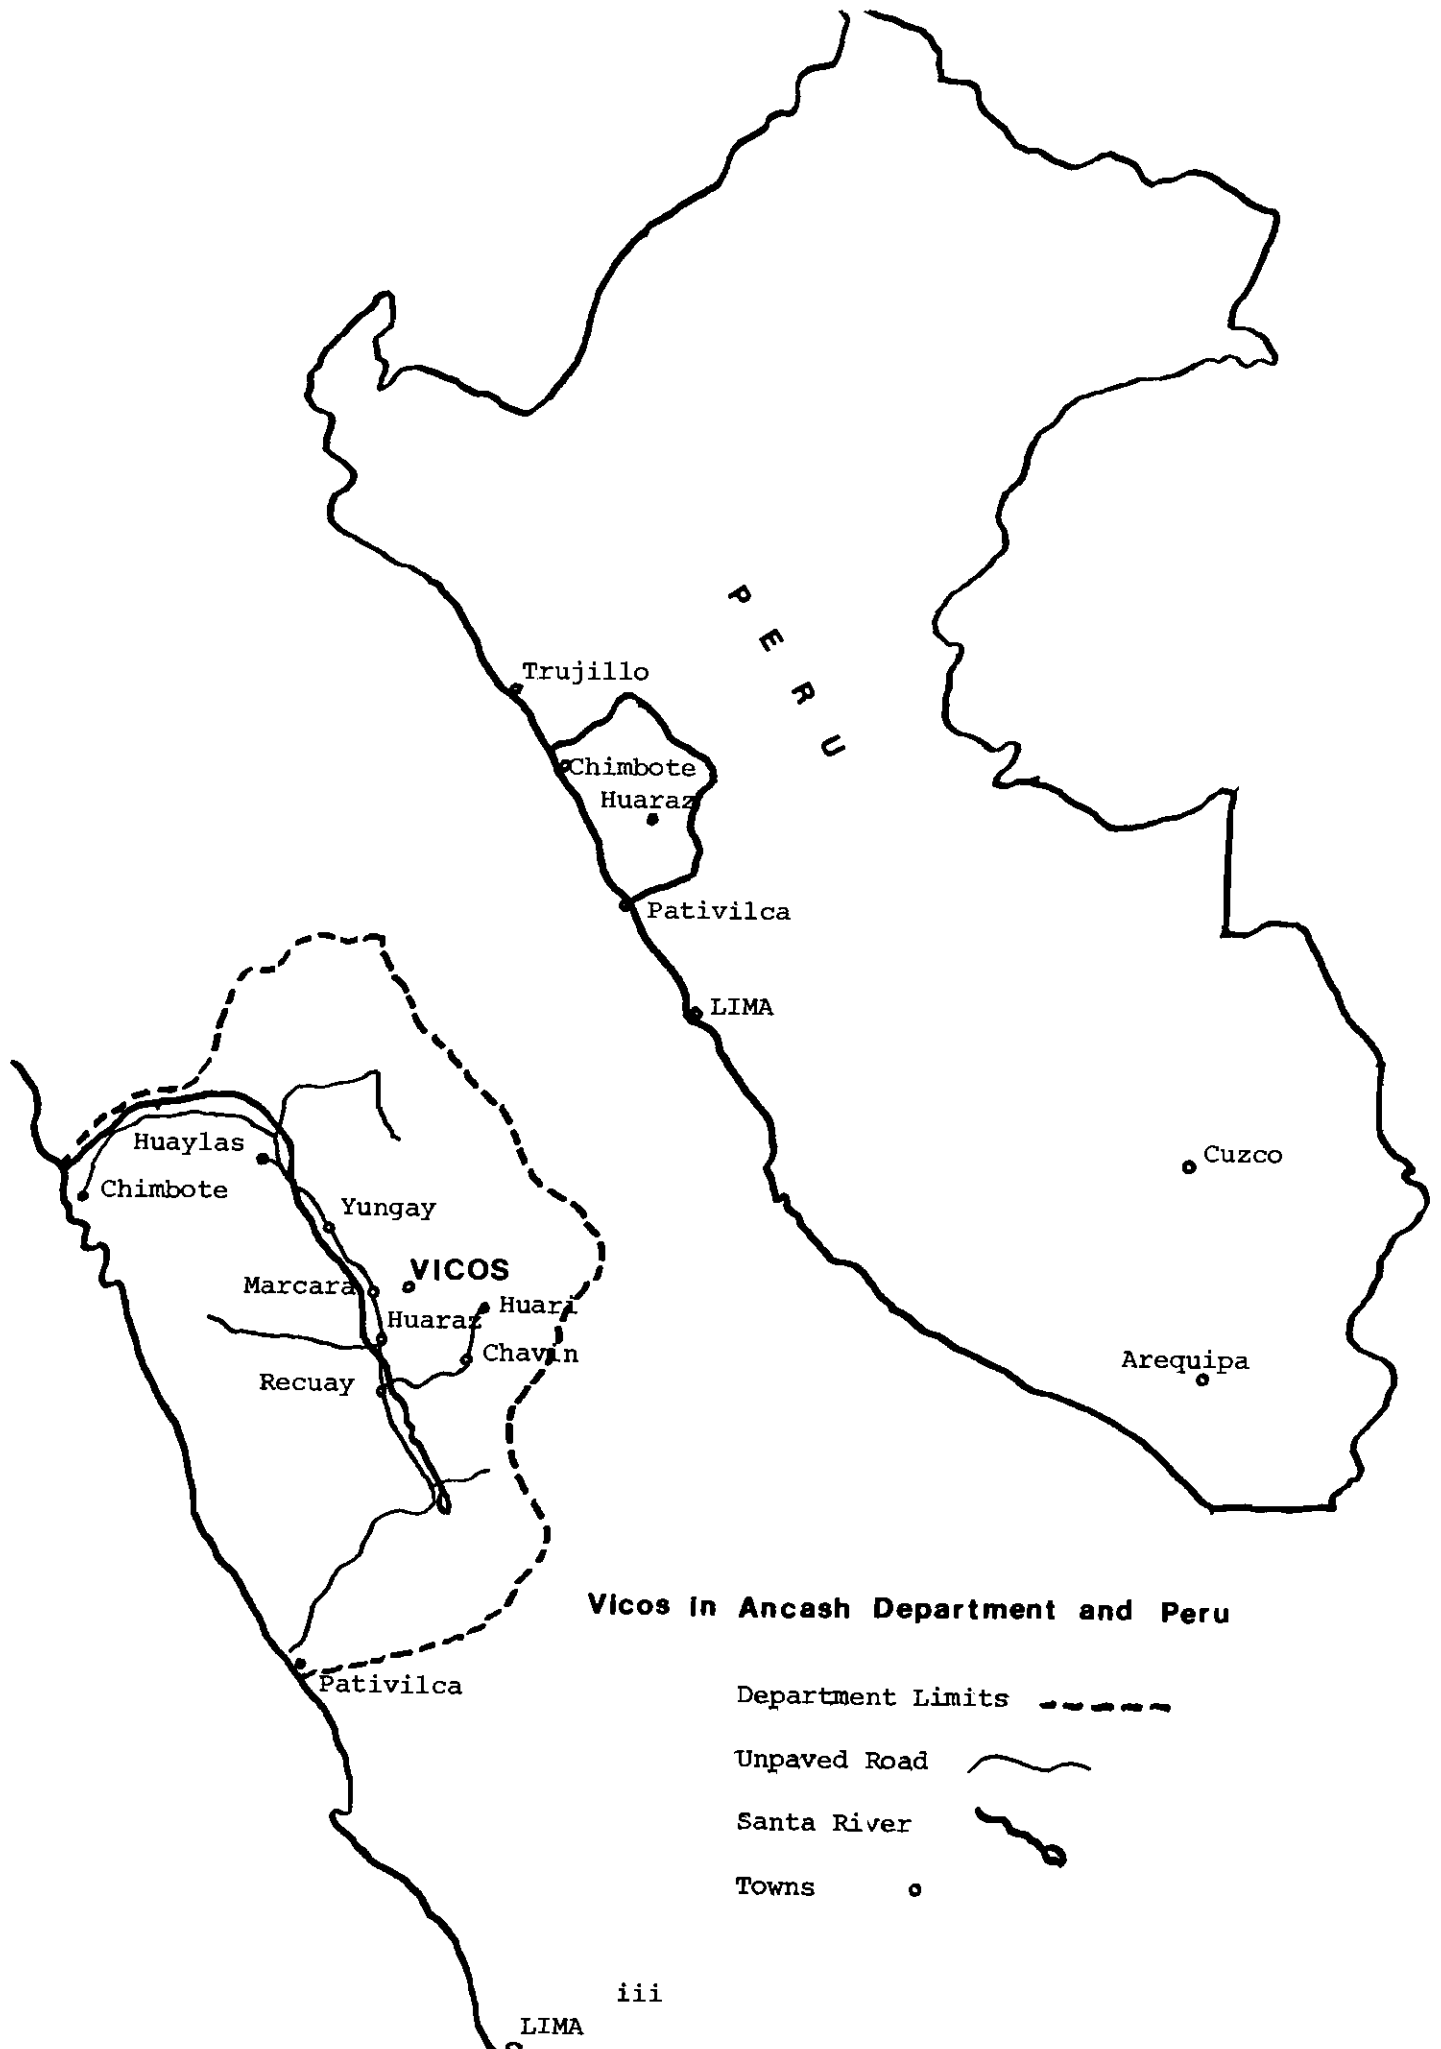 PERU
Trujillo
Chimbote
Huaraz
Pativilca
LIMA
Cuzco
Arequipa
Huaylas
Chimbote
Yungay
VICOS
Marcara
Huari
Huaraz
Chavin
Recuay
Pativilca
LIMA
Vicos in Ancash Department and Peru
Department Limits
Unpaved Road
Santa River
Towns
iii